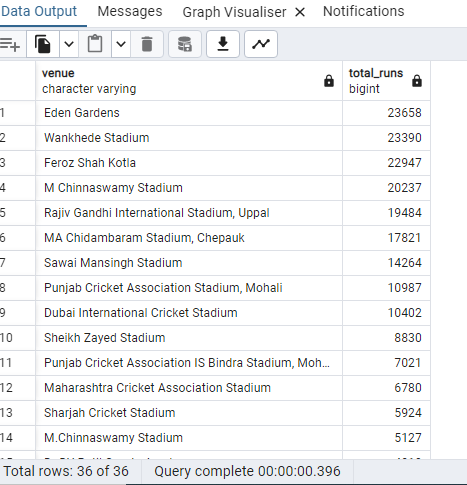 Data Output Messages Graph Visualiser Notifications
venue total_runs
character varying bigint
1 Eden Gardens 23658
2 Wankhede Stadium 23390
3 Feroz Shah Kotla 22947
4 M Chinnaswamy Stadium 20237
5 Rajiv Gandhi International Stadium, Uppal 19484
6 MA Chidambaram Stadium, Chepauk 17821
7 Sawai Mansingh Stadium 14264
8 Punjab Cricket Association Stadium, Mohali 10987
9 Dubai International Cricket Stadium 10402
10 Sheikh Zayed Stadium 8830
11 Punjab Cricket Association IS Bindra Stadium, Moh... 7021
12 Maharashtra Cricket Association Stadium 6780
13 Sharjah Cricket Stadium 5924
14 M.Chinnaswamy Stadium 5127
Total rows: 36 of 36 Query complete 00:00:00.396